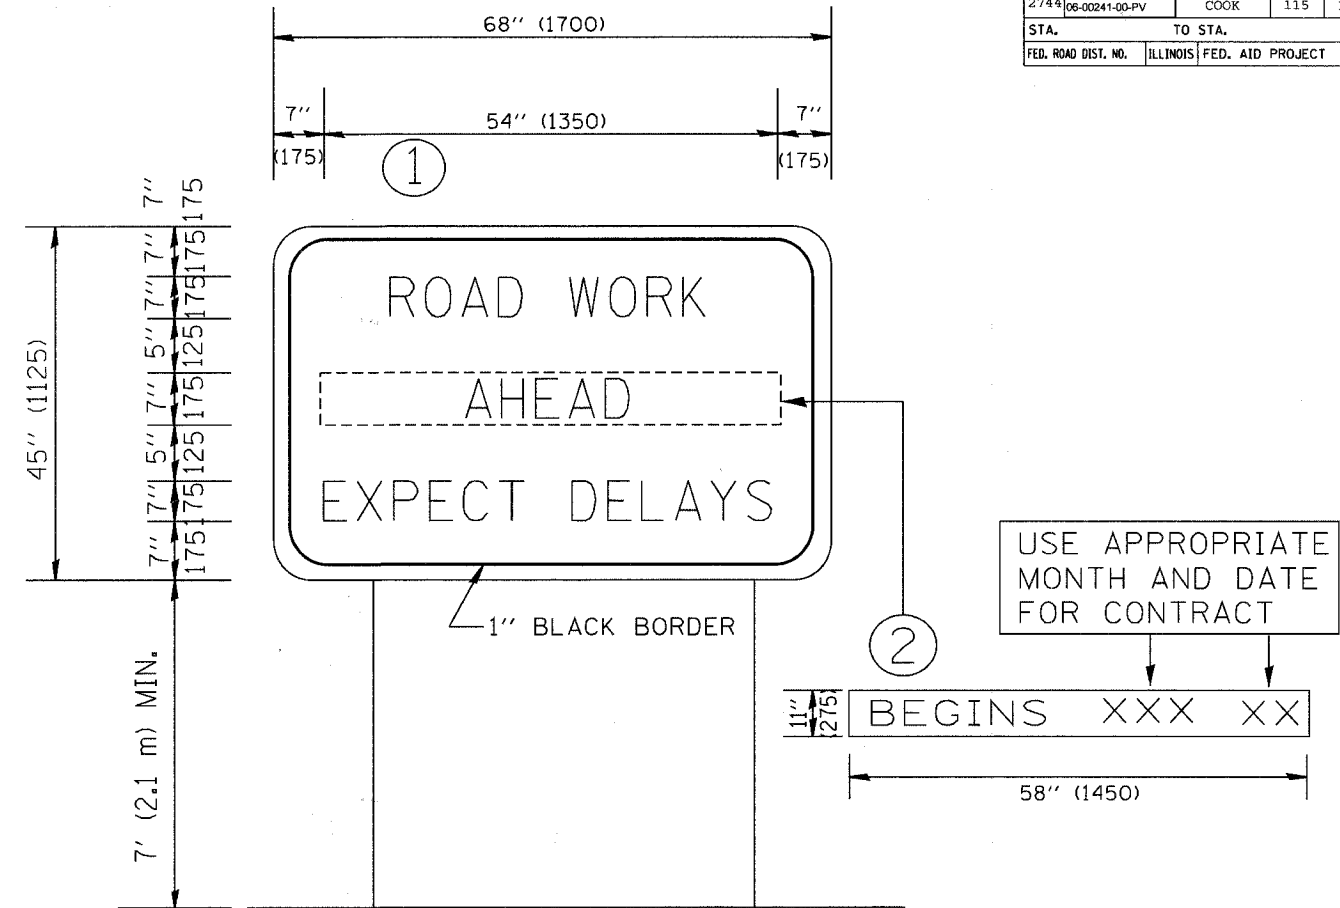 2744 06-00241-00-PV COOK 115
STA. TO STA.
FED. ROAD DIST. NO. ILLINOIS FED. AID PROJECT
68'' (1700)
7'' 54'' (1350) 7''
(175) (175)
1
7'' 175
7'' 175
7'' 175
5'' 125
7'' 175
5'' 125
7'' 175
7'' 175
45'' (1125)
ROAD WORK
AHEAD
EXPECT DELAYS
1'' BLACK BORDER
7' (2.1 m) MIN.
USE APPROPRIATE
MONTH AND DATE
FOR CONTRACT
2
11'' (275)
BEGINS XXX XX
58'' (1450)